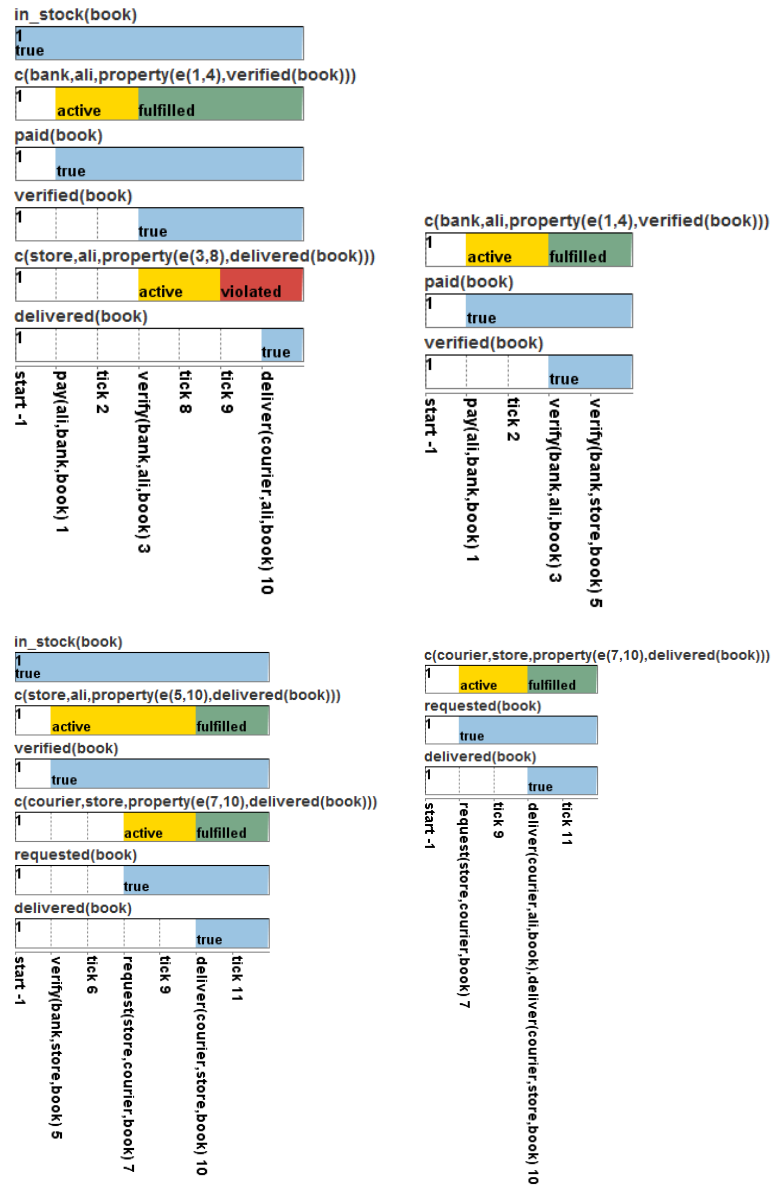 in_stock(book)
1
true
c(bank,ali,property(e(1,4),verified(book)))
1
active
fulfilled
paid(book)
1
true
verified(book)
1
true
c(store,ali,property(e(3,8),delivered(book)))
1
active
violated
delivered(book)
1
true
start -1
pay(ali,bank,book) 1
tick 2
verify(bank,ali,book) 3
tick 8
tick 9
deliver(courier,ali,book) 10
c(bank,ali,property(e(1,4),verified(book)))
1
active
fulfilled
paid(book)
1
true
verified(book)
1
true
start -1
pay(ali,bank,book) 1
tick 2
verify(bank,ali,book) 3
verify(bank,store,book) 5
in_stock(book)
1
true
c(store,ali,property(e(5,10),delivered(book)))
1
active
fulfilled
verified(book)
1
true
c(courier,store,property(e(7,10),delivered(book)))
1
active
fulfilled
requested(book)
1
true
delivered(book)
1
true
start -1
verify(bank,store,book) 5
tick 6
request(store,courier,book) 7
tick 9
deliver(courier,store,book) 10
tick 11
c(courier,store,property(e(7,10),delivered(book)))
1
active
fulfilled
requested(book)
1
true
delivered(book)
1
true
start -1
request(store,courier,book) 7
tick 9
deliver(courier,ali,book),deliver(courier,store,book) 10
tick 11